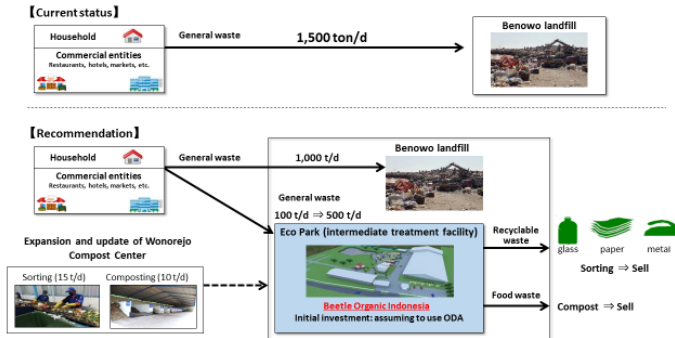 【Current status】
Household
Commercial entities
Restaurants, hotels, markets, etc.
General waste
1,500 ton/d
Benowo landfill
【Recommendation】
Household
Commercial entities
Restaurants, hotels, markets, etc.
General waste
1,000 t/d
Benowo landfill
General waste
100 t/d ⇒ 500 t/d
Eco Park (intermediate treatment facility)
Beetle Organic Indonesia
Initial investment: assuming to use ODA
Expansion and update of Wonorejo
Compost Center
Sorting (15 t/d)
Composting (10 t/d)
Recyclable
waste
glass
paper
metal
Sorting ⇒ Sell
Food waste
Compost ⇒ Sell